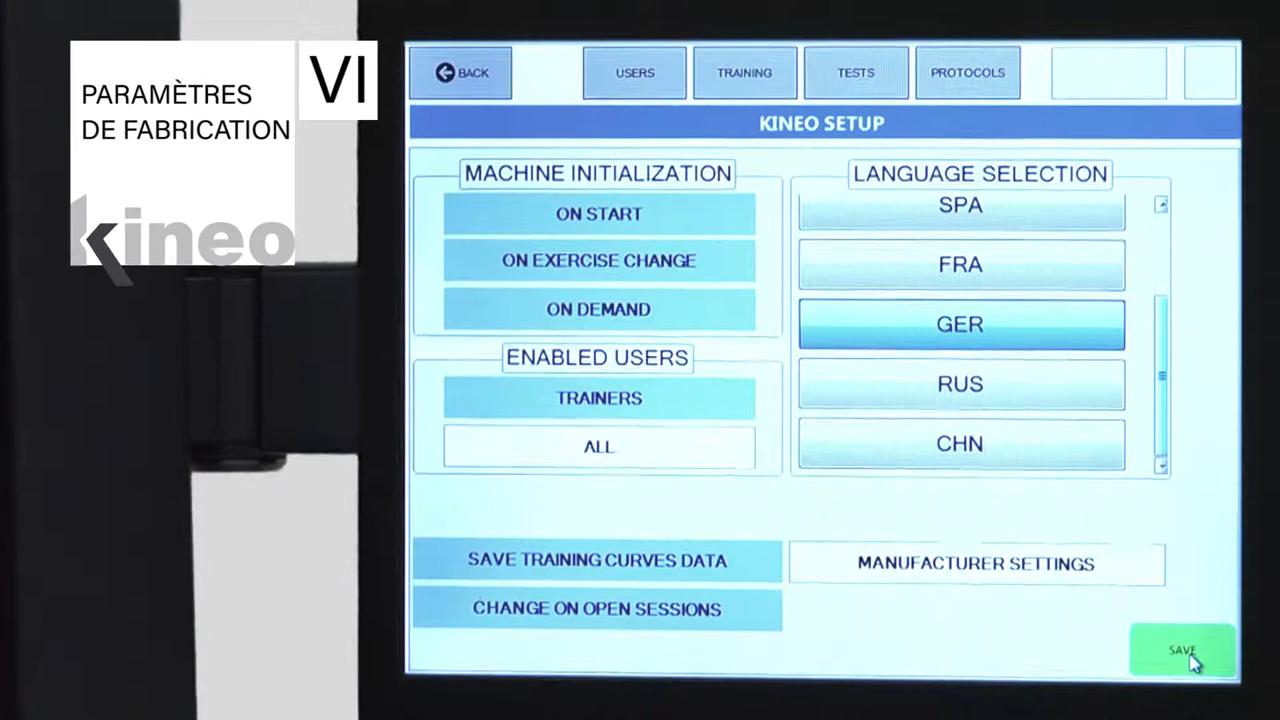 PARAMÈTRES
DE FABRICATION
VI
kineo
BACK
USERS
TRAINING
TESTS
PROTOCOLS
KINEO SETUP
MACHINE INITIALIZATION
ON START
ON EXERCISE CHANGE
ON DEMAND
ENABLED USERS
TRAINERS
ALL
LANGUAGE SELECTION
SPA
FRA
GER
RUS
CHN
SAVE TRAINING CURVES DATA
CHANGE ON OPEN SESSIONS
MANUFACTURER SETTINGS
SAVE